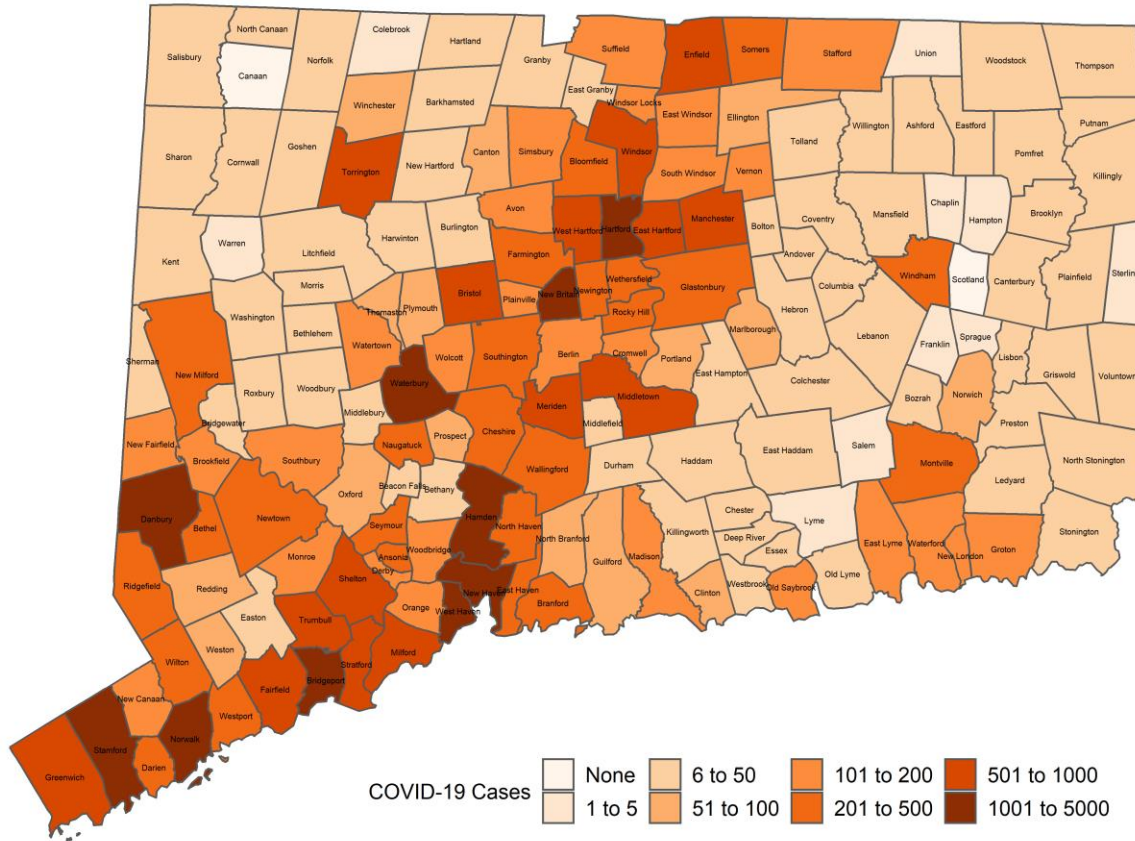 North Canaan
Colebrook
Hartland
Suffield
Enfield
Somers
Stafford
Union
Woodstock
Thompson
Salisbury
Canaan
Norfolk
Granby
East Granby
Winchester
Barkhamsted
Windsor Locks
East Windsor
Ellington
Willington
Ashford
Eastford
Putnam
Sharon
Cornwall
Goshen
Torrington
New Hartford
Canton
Simsbury
Bloomfield
Windsor
South Windsor
Vernon
Tolland
Pomfret
Killingly
Kent
Warren
Litchfield
Harwinton
Burlington
Avon
West Hartford
Hartford
East Hartford
Manchester
Bolton
Coventry
Mansfield
Chaplin
Hampton
Brooklyn
Morris
Farmington
Andover
Columbia
Windham
Scotland
Canterbury
Plainfield
Sterlin
Washington
Bethlehem
Thomaston
Plymouth
Bristol
Plainville
New Britain
Newington
Wethersfield
Rocky Hill
Glastonbury
Marlborough
Hebron
Lebanon
Franklin
Sprague
Lisbon
Griswold
Voluntown
Sherman
New Milford
Roxbury
Woodbury
Watertown
Waterbury
Wolcott
Southington
Berlin
Cromwell
Portland
East Hampton
Colchester
Bozrah
Norwich
Preston
Bridgewater
Middlebury
Meriden
Middletown
Middlefield
New Fairfield
Brookfield
Southbury
Naugatuck
Prospect
Cheshire
Wallingford
Durham
Haddam
East Haddam
Salem
Montville
Ledyard
North Stonington
Danbury
Bethel
Newtown
Oxford
Beacon Falls
Bethany
Hamden
North Haven
North Branford
Guilford
Madison
Killingworth
Chester
Deep River
Essex
Lyme
East Lyme
Waterford
New London
Groton
Stonington
Ridgefield
Redding
Monroe
Seymour
Ansonia
Derby
Woodbridge
New Haven
West Haven
East Haven
Branford
Clinton
Westbrook
Old Saybrook
Old Lyme
Easton
Shelton
Orange
Weston
Trumbull
Stratford
Milford
Wilton
New Canaan
Fairfield
Bridgeport
Greenwich
Stamford
Darien
Norwalk
Westport
COVID-19 Cases
None
1 to 5
6 to 50
51 to 100
101 to 200
201 to 500
501 to 1000
1001 to 5000